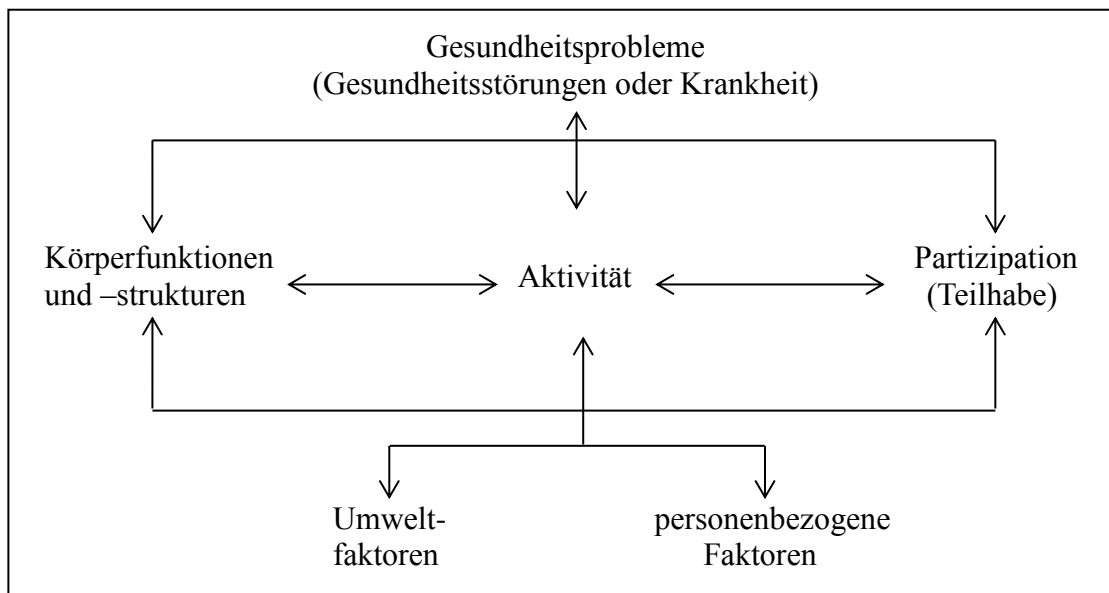 Gesundheitsprobleme
(Gesundheitsstörungen oder Krankheit)
Körperfunktionen
und –strukturen
Aktivität
Partizipation
(Teilhabe)
Umwelt-
faktoren
personenbezogene
Faktoren